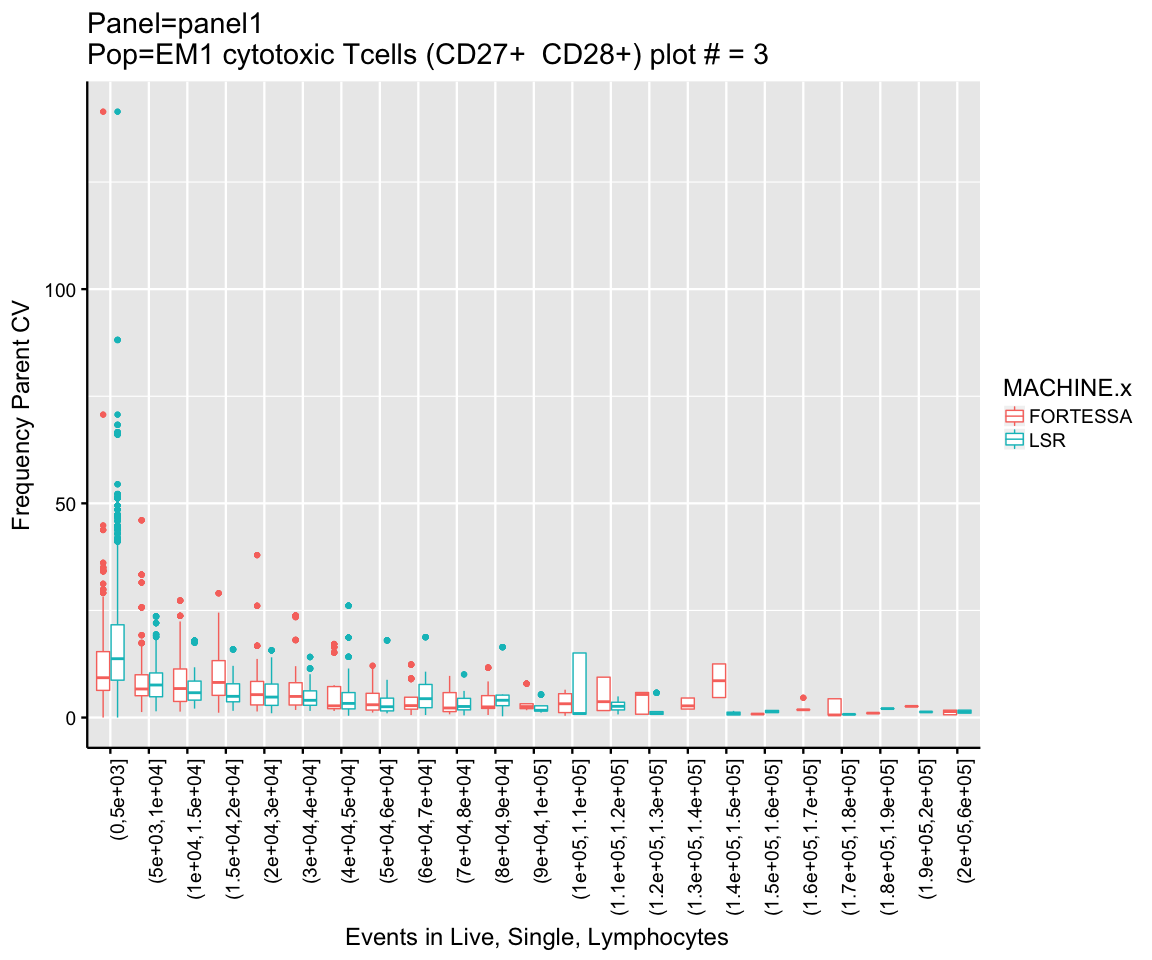 Panel=panel1
Pop=EM1 cytotoxic Tcells (CD27+  CD28+) plot # = 3
Frequency Parent CV
100
50
0
MACHINE.x
FORTESSA
LSR
(0,5e+03]
(5e+03,1e+04]
(1e+04,1.5e+04]
(1.5e+04,2e+04]
(2e+04,3e+04]
(3e+04,4e+04]
(4e+04,5e+04]
(5e+04,6e+04]
(6e+04,7e+04]
(7e+04,8e+04]
(8e+04,9e+04]
(9e+04,1e+05]
(1e+05,1.1e+05]
(1.1e+05,1.2e+05]
(1.2e+05,1.3e+05]
(1.3e+05,1.4e+05]
(1.4e+05,1.5e+05]
(1.5e+05,1.6e+05]
(1.6e+05,1.7e+05]
(1.7e+05,1.8e+05]
(1.8e+05,1.9e+05]
(1.9e+05,2e+05]
(2e+05,6e+05]
Events in Live, Single, Lymphocytes